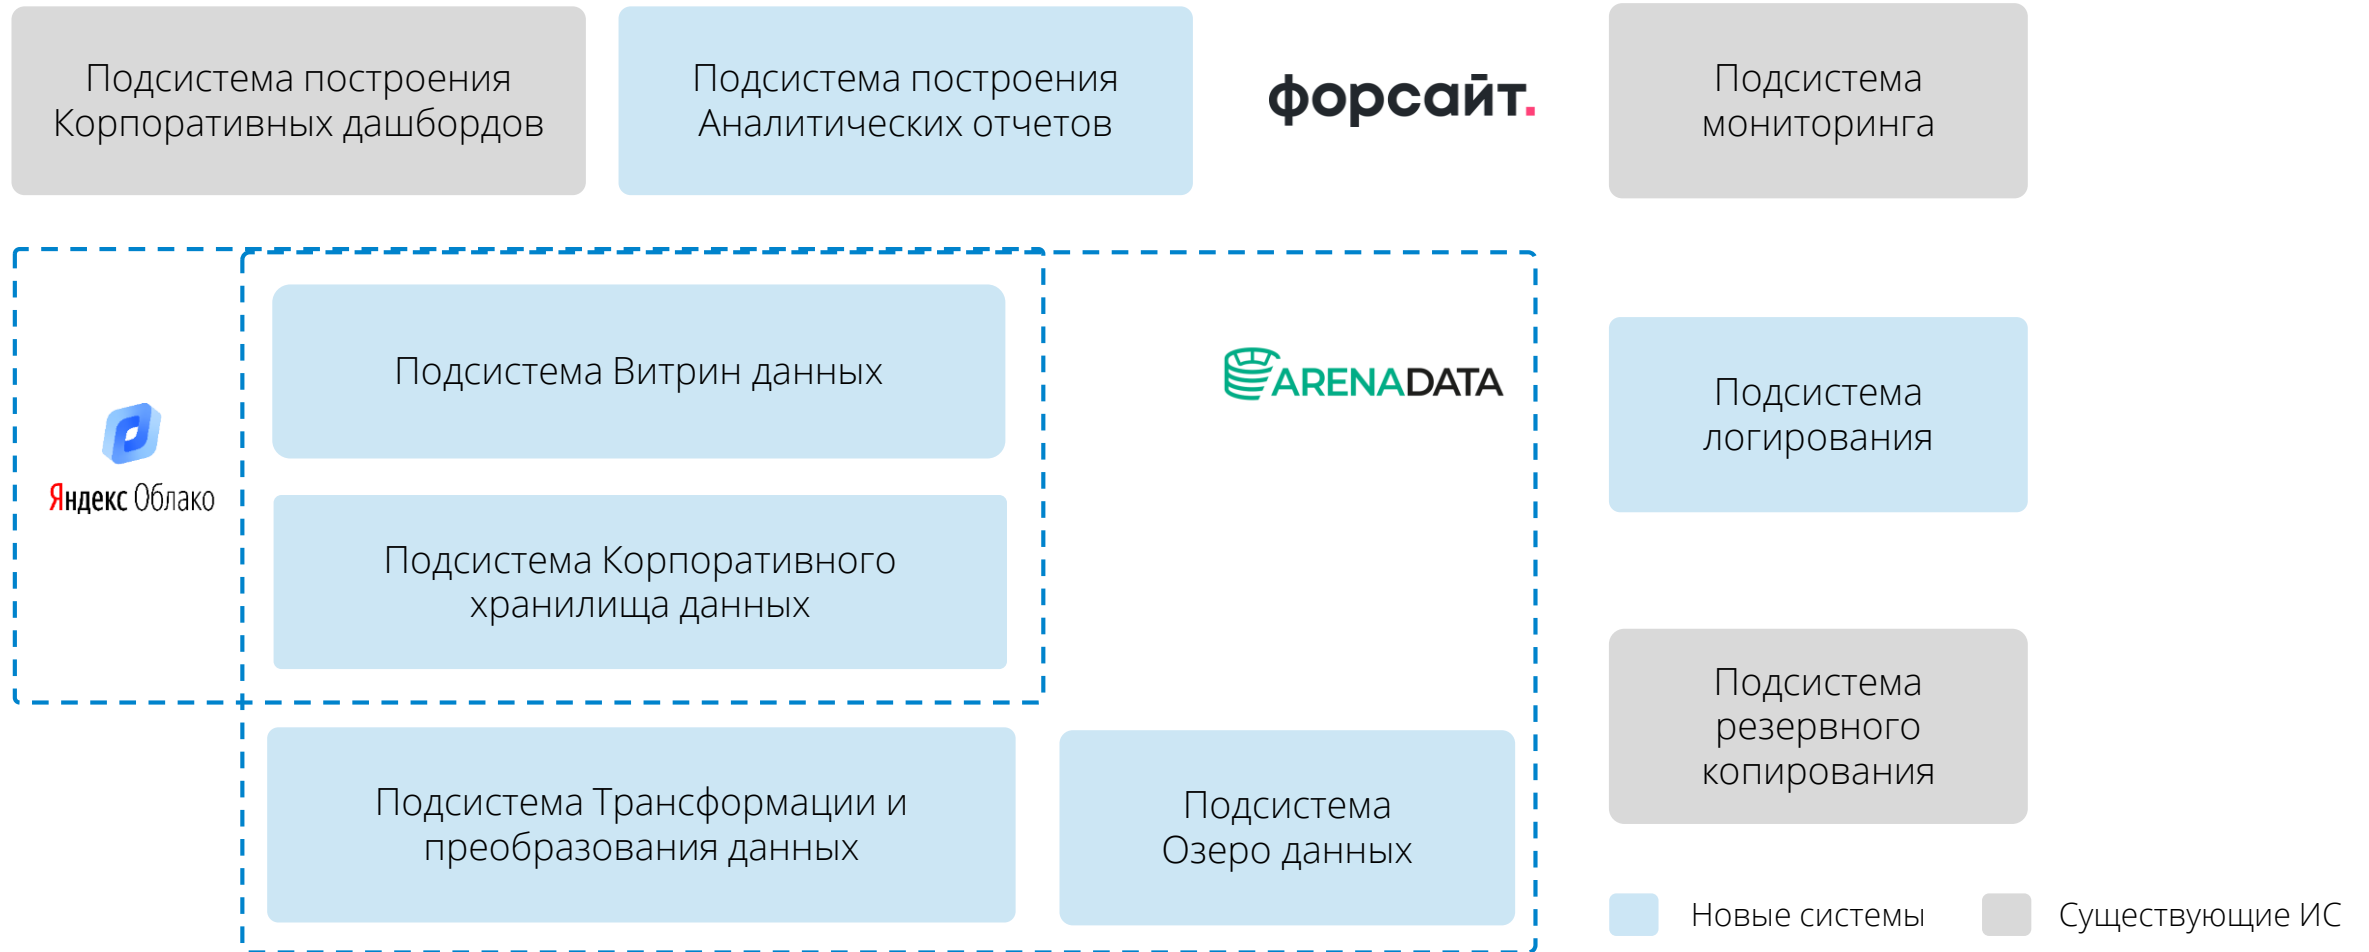 Подсистема построения
Корпоративных дашбордов
Подсистема построения
Аналитических отчетов
форсайт.
Подсистема
мониторинга
Подсистема Витрин данных
ARENADATA
Подсистема
логирования
Яндекс Облако
Подсистема Корпоративного
хранилища данных
Подсистема
резервного
копирования
Подсистема Трансформации и
преобразования данных
Подсистема
Озеро данных
Новые системы
Существующие ИС